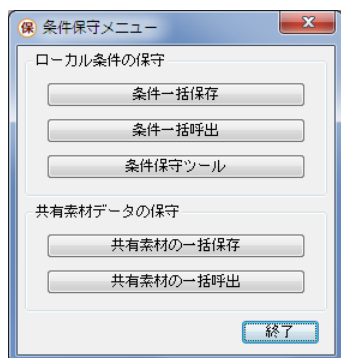 保 条件保守メニュー
ローカル条件の保守
条件一括保存
条件一括呼出
条件保守ツール
共有素材データの保守
共有素材の一括保存
共有素材の一括呼出
終了